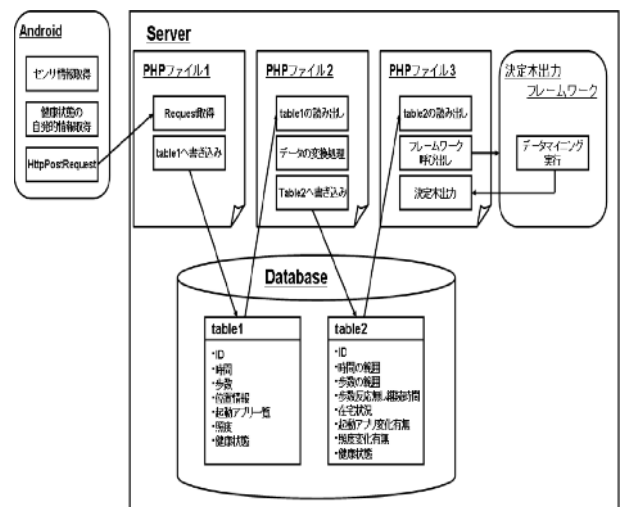 Android
センサ情報取得
健康状態の
自発的情報取得
HttpPostRequest
Server
PHPファイル1
Request取得
table1へ書き込み
PHPファイル2
table1の読み出し
データの変換処理
Table2へ書き込み
PHPファイル3
table2の読み出し
フレームワーク
呼び出し
決定木出力
決定木出力
フレームワーク
データマイニング
実行
Database
table1
・ID
・時間
・歩数
・位置情報
・起動アプリ一覧
・照度
・健康状態
table2
・ID
・時間の範囲
・歩数の範囲
・歩数反応無し継続時間
・在宅状況
・起動アプリ変化有無
・照度変化有無
・健康状態